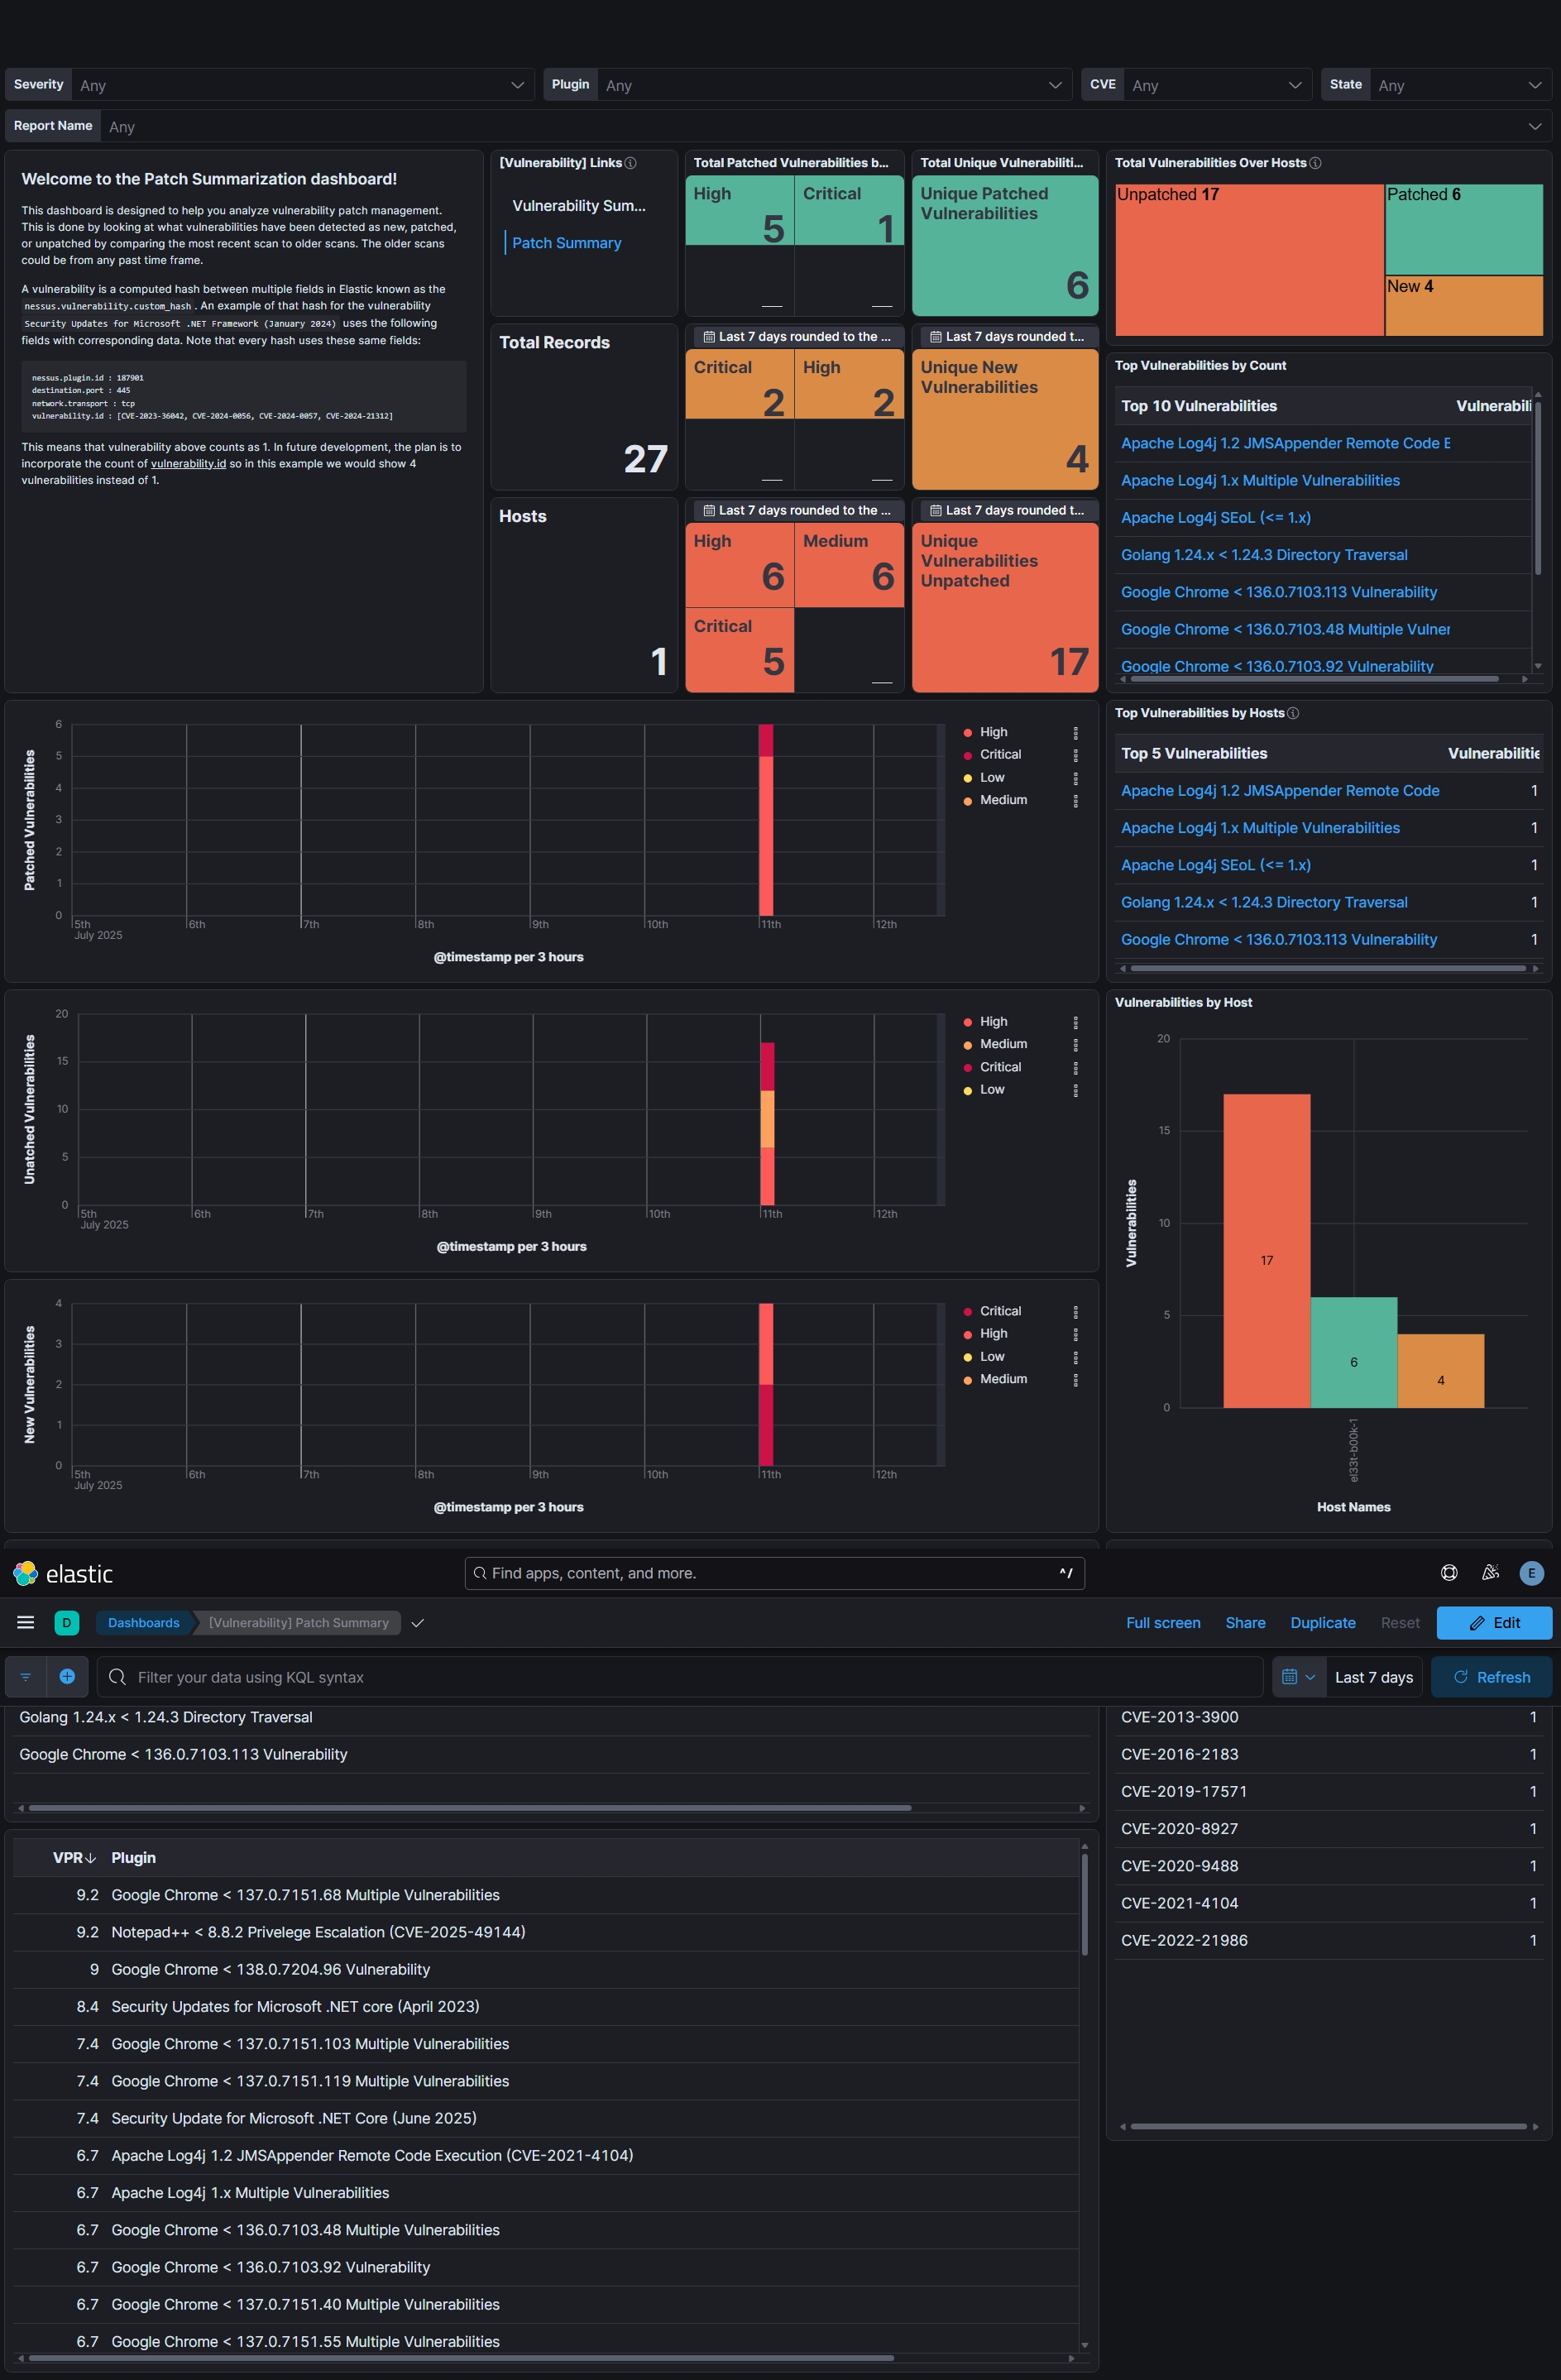 Severity Any
Plugin Any
CVE Any
State Any
Report Name Any
Welcome to the Patch Summarization dashboard!
This dashboard is designed to help you analyze vulnerability patch management.
This is done by looking at what vulnerabilities have been detected as new, patched,
or unpatched by comparing the most recent scan to older scans. The older scans
could be from any past time frame.
A vulnerability is a computed hash between multiple fields in Elastic known as the
nessus.vulnerability.custom_hash . An example of that hash for the vulnerability
Security Updates for Microsoft .NET Framework (January 2024) uses the following
fields with corresponding data. Note that every hash uses these same fields:
nessus.plugin.id : 187901
destination.port : 445
network.transport : tcp
vulnerability.id : [CVE-2023-36042, CVE-2024-0056, CVE-2024-0057, CVE-2024-21312]
This means that vulnerability above counts as 1. In future development, the plan is to
incorporate the count of vulnerability.id so in this example we would show 4
vulnerabilities instead of 1.
[Vulnerability] Links
Vulnerability Sum...
Patch Summary
Total Records
27
Hosts
1
Total Patched Vulnerabilities b...
High
5
Critical
1
Total Unique Vulnerabiliti...
Unique Patched
Vulnerabilities
6
Last 7 days rounded to the ...
Critical
2
High
2
Last 7 days rounded t...
Unique New
Vulnerabilities
4
Last 7 days rounded to the ...
High
6
Medium
6
Critical
5
Last 7 days rounded t...
Unique
Vulnerabilities
Unpatched
17
Total Vulnerabilities Over Hosts
Unpatched 17
Patched 6
New 4
Top Vulnerabilities by Count
Top 10 Vulnerabilities Vulnerabili
Apache Log4j 1.2 JMSAppender Remote Code E
Apache Log4j 1.x Multiple Vulnerabilities
Apache Log4j SEoL (<= 1.x)
Golang 1.24.x < 1.24.3 Directory Traversal
Google Chrome < 136.0.7103.113 Vulnerability
Google Chrome < 136.0.7103.48 Multiple Vulner
Google Chrome < 136.0.7103.92 Vulnerability
Patched Vulnerabilities
6
5
4
3
2
1
0
5th 6th 7th 8th 9th 10th 11th 12th
July 2025
@timestamp per 3 hours
High
Critical
Low
Medium
Top Vulnerabilities by Hosts
Top 5 Vulnerabilities Vulnerabilitie
Apache Log4j 1.2 JMSAppender Remote Code 1
Apache Log4j 1.x Multiple Vulnerabilities 1
Apache Log4j SEoL (<= 1.x) 1
Golang 1.24.x < 1.24.3 Directory Traversal 1
Google Chrome < 136.0.7103.113 Vulnerability 1
Unatched Vulnerabilities
20
15
10
5
0
5th 6th 7th 8th 9th 10th 11th 12th
July 2025
@timestamp per 3 hours
High
Medium
Critical
Low
Vulnerabilities by Host
Vulnerabilities
20
15
10
5
0
17
6
4
el33t-b00k-1
Host Names
New Vulnerabilities
4
3
2
1
0
5th 6th 7th 8th 9th 10th 11th 12th
July 2025
@timestamp per 3 hours
Critical
High
Low
Medium
elastic
Find apps, content, and more. ^/
E
D
Dashboards
[Vulnerability] Patch Summary
Full screen Share Duplicate Reset Edit
Filter your data using KQL syntax
Last 7 days
Refresh
Golang 1.24.x < 1.24.3 Directory Traversal
Google Chrome < 136.0.7103.113 Vulnerability
CVE-2013-3900 1
CVE-2016-2183 1
CVE-2019-17571 1
CVE-2020-8927 1
CVE-2020-9488 1
CVE-2021-4104 1
CVE-2022-21986 1
VPR Plugin
9.2 Google Chrome < 137.0.7151.68 Multiple Vulnerabilities
9.2 Notepad++ < 8.8.2 Privelege Escalation (CVE-2025-49144)
9 Google Chrome < 138.0.7204.96 Vulnerability
8.4 Security Updates for Microsoft .NET core (April 2023)
7.4 Google Chrome < 137.0.7151.103 Multiple Vulnerabilities
7.4 Google Chrome < 137.0.7151.119 Multiple Vulnerabilities
7.4 Security Update for Microsoft .NET Core (June 2025)
6.7 Apache Log4j 1.2 JMSAppender Remote Code Execution (CVE-2021-4104)
6.7 Apache Log4j 1.x Multiple Vulnerabilities
6.7 Google Chrome < 136.0.7103.48 Multiple Vulnerabilities
6.7 Google Chrome < 136.0.7103.92 Vulnerability
6.7 Google Chrome < 137.0.7151.40 Multiple Vulnerabilities
6.7 Google Chrome < 137.0.7151.55 Multiple Vulnerabilities